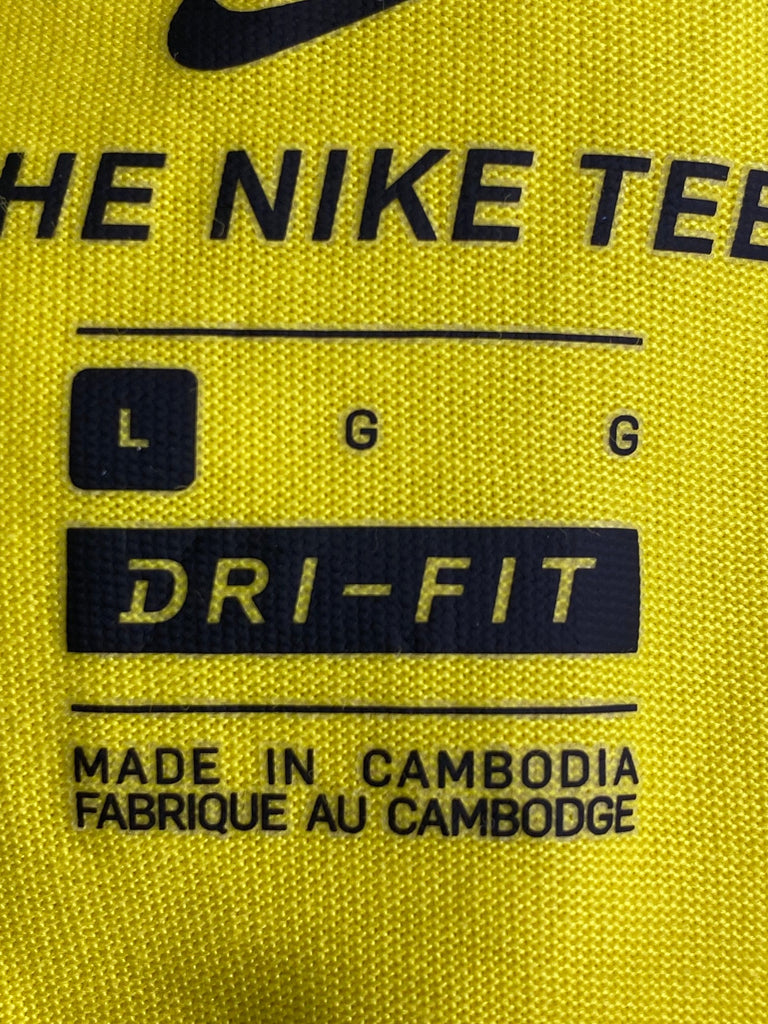 HE NIKE TEE
L G G
DRI-FIT
MADE IN CAMBODIA
FABRIQUE AU CAMBODGE